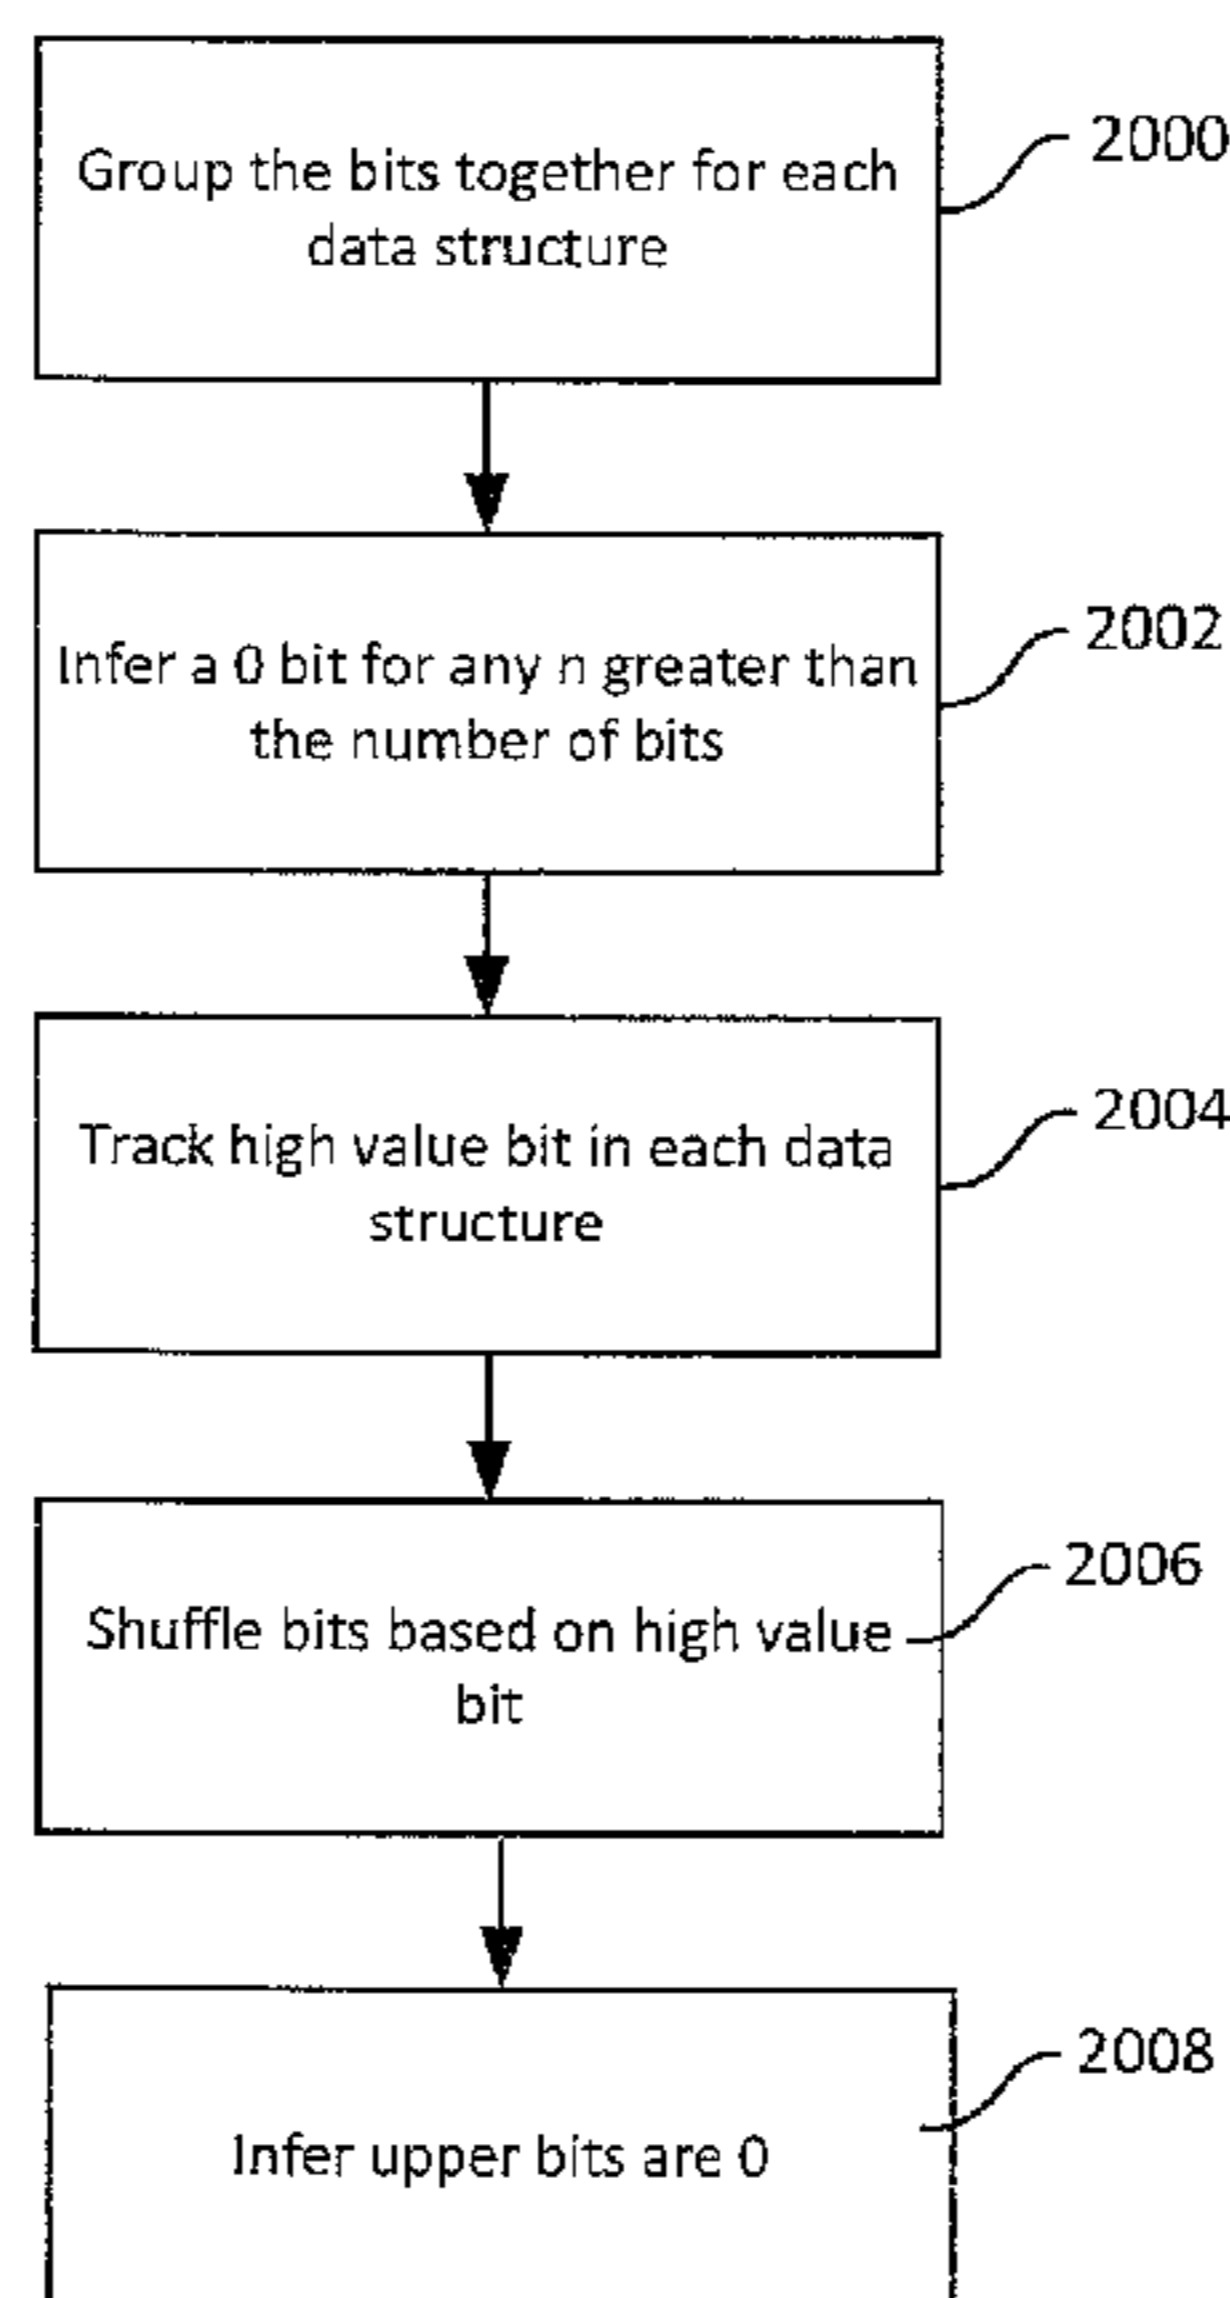 Group the bits together for each
data structure
2000
Infer a 0 bit for any n greater than
the number of bits
2002
Track high value bit in each data
structure
2004
Shuffle bits based on high value
bit
2006
Infer upper bits are 0
2008